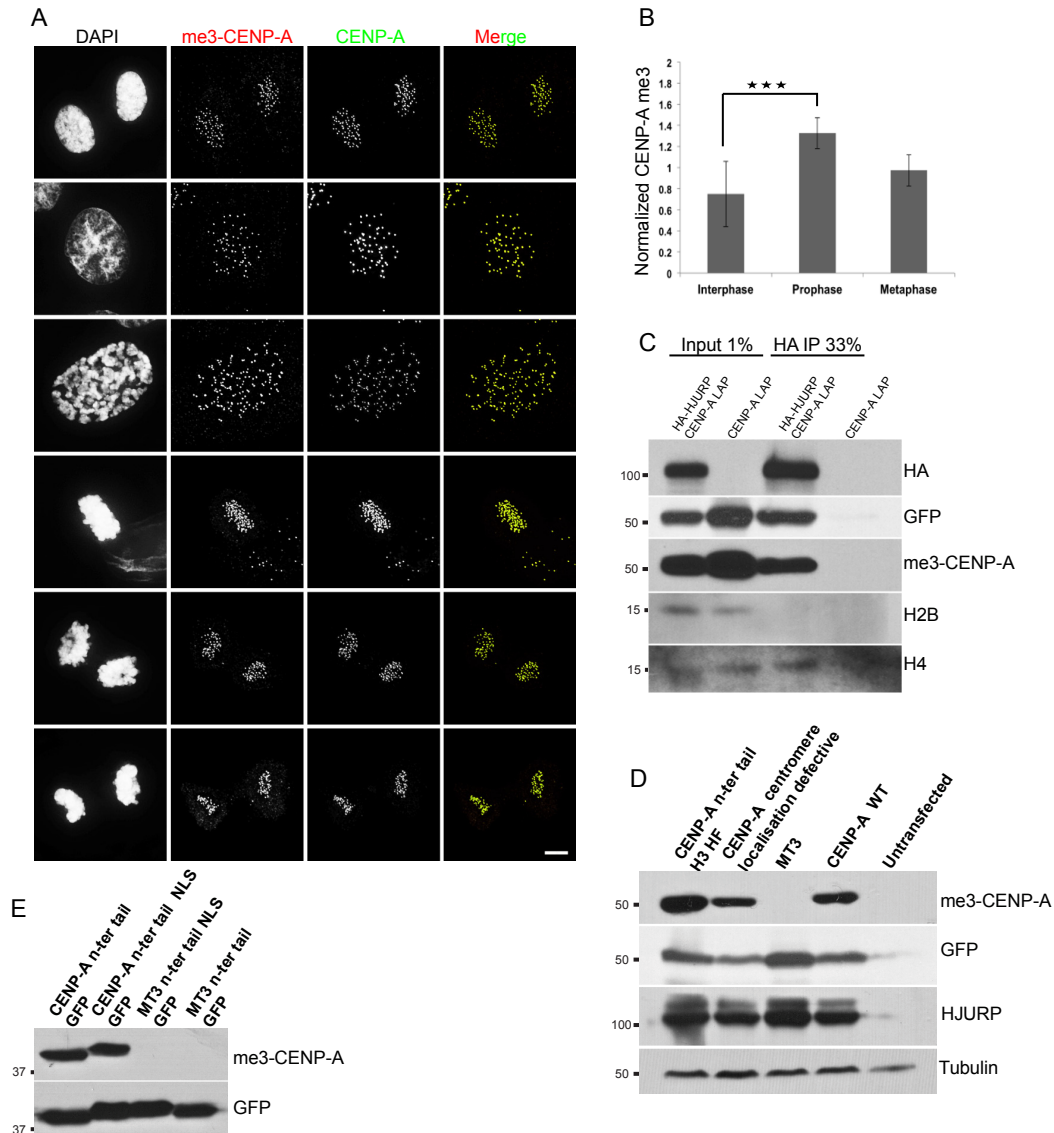 A
DAPI
me3-CENP-A
CENP-A
Merge
B
Normalized CENP-A me3
2
1.8
1.6
1.4
1.2
1
0.8
0.6
0.4
0.2
0
★★★
Interphase
Prophase
Metaphase
C
Input 1%
HA IP 33%
HA-HJURP
CENP-A LAP
CENP-A LAP
HA-HJURP
CENP-A LAP
CENP-A LAP
100
HA
50
GFP
50
me3-CENP-A
15
H2B
15
H4
D
CENP-A n-ter tail
H3 HF
CENP-A centromere
localisation defective
MT3
CENP-A WT
Untransfected
50
me3-CENP-A
50
GFP
100
HJURP
50
Tubulin
E
CENP-A n-ter tail
GFP
CENP-A n-ter tail NLS
GFP
MT3 n-ter tail NLS
GFP
MT3 n-ter tail
GFP
37
me3-CENP-A
37
GFP